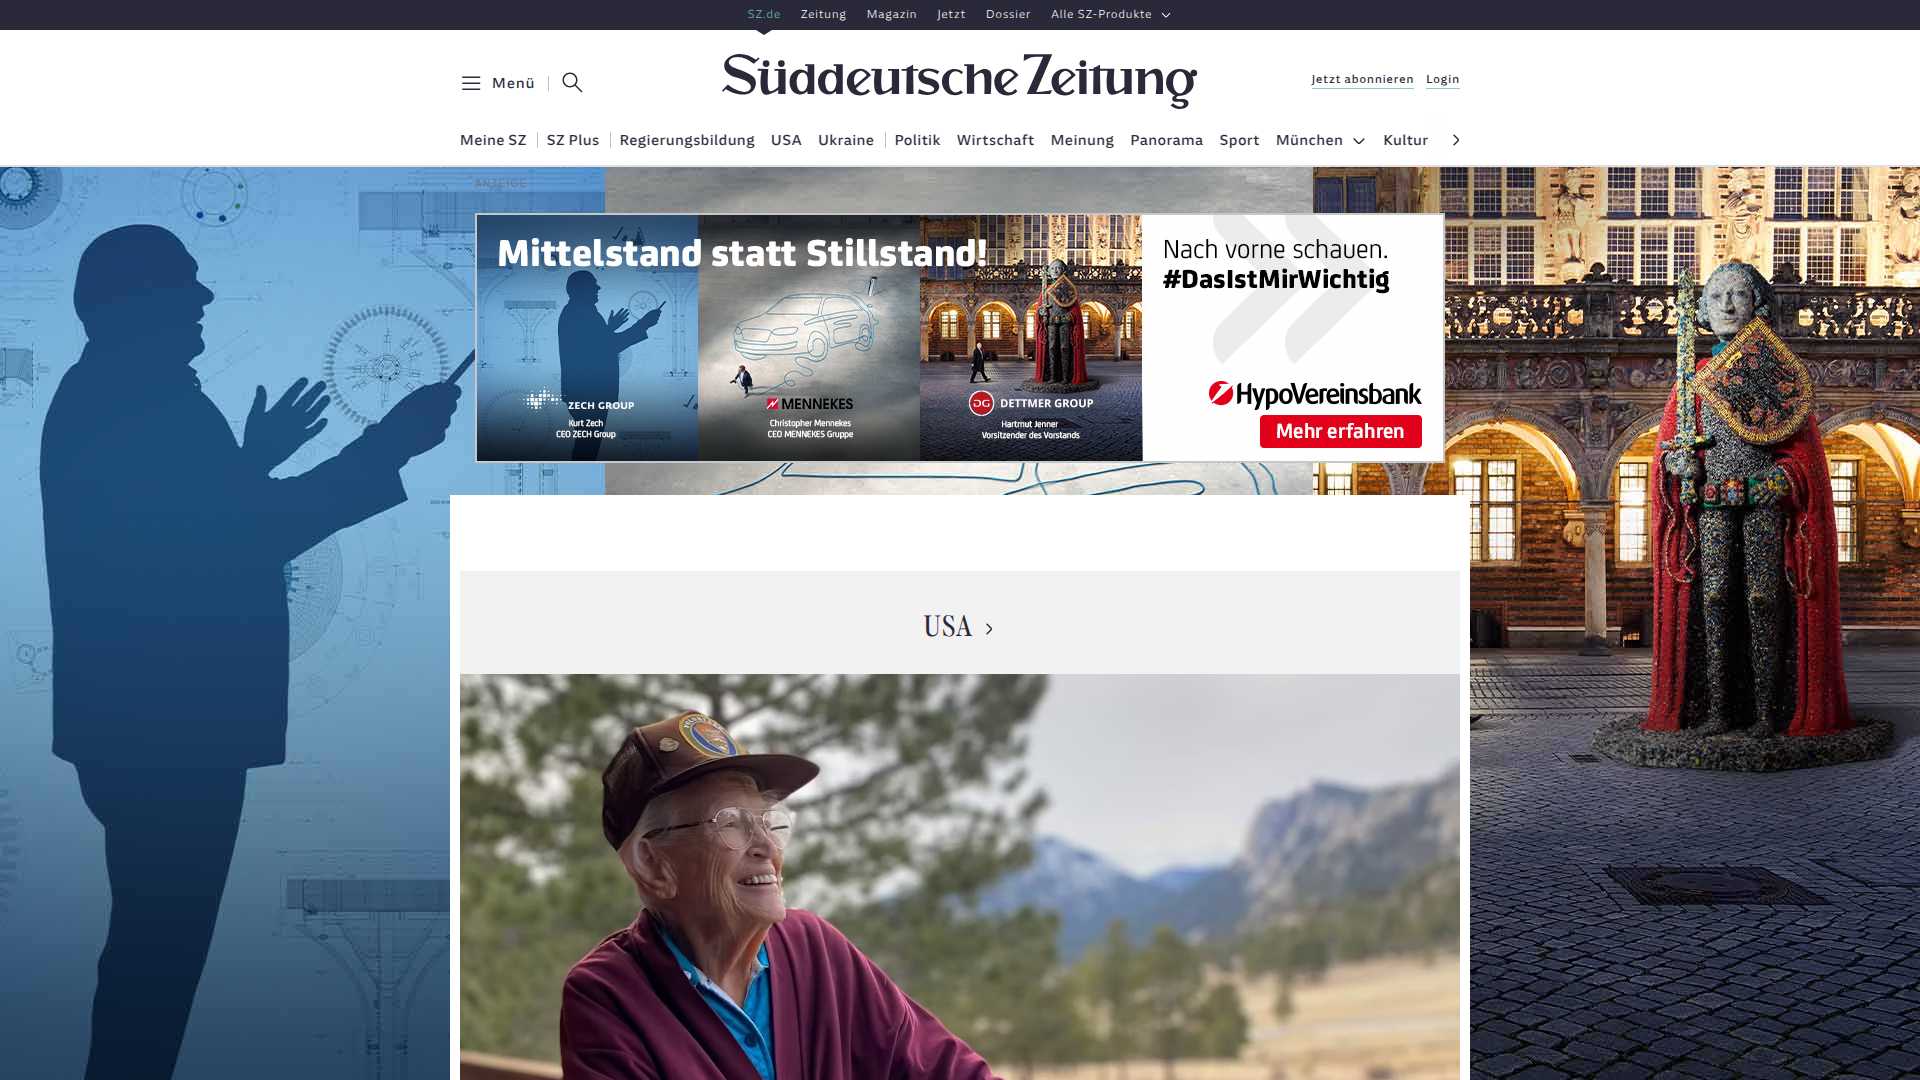 SZ.de Zeitung Magazin Jetzt Dossier Alle SZ-Produkte
Menü
Süddeutsche Zeitung
Jetzt abonnieren Login
Meine SZ SZ Plus Regierungsbildung USA Ukraine Politik Wirtschaft Meinung Panorama Sport München Kultur
ANZEIGE
Mittelstand statt Stillstand!
ZECH GROUP
Kurt Zech
CEO ZECH Group
MENNEKES
Christopher Mennekes
CEO MENNEKES Gruppe
DG DETTMER GROUP
Hartmut Jenner
Vorsitzender des Vorstands
Nach vorne schauen.
#DasIstMirWichtig
HypoVereinsbank
Mehr erfahren
USA